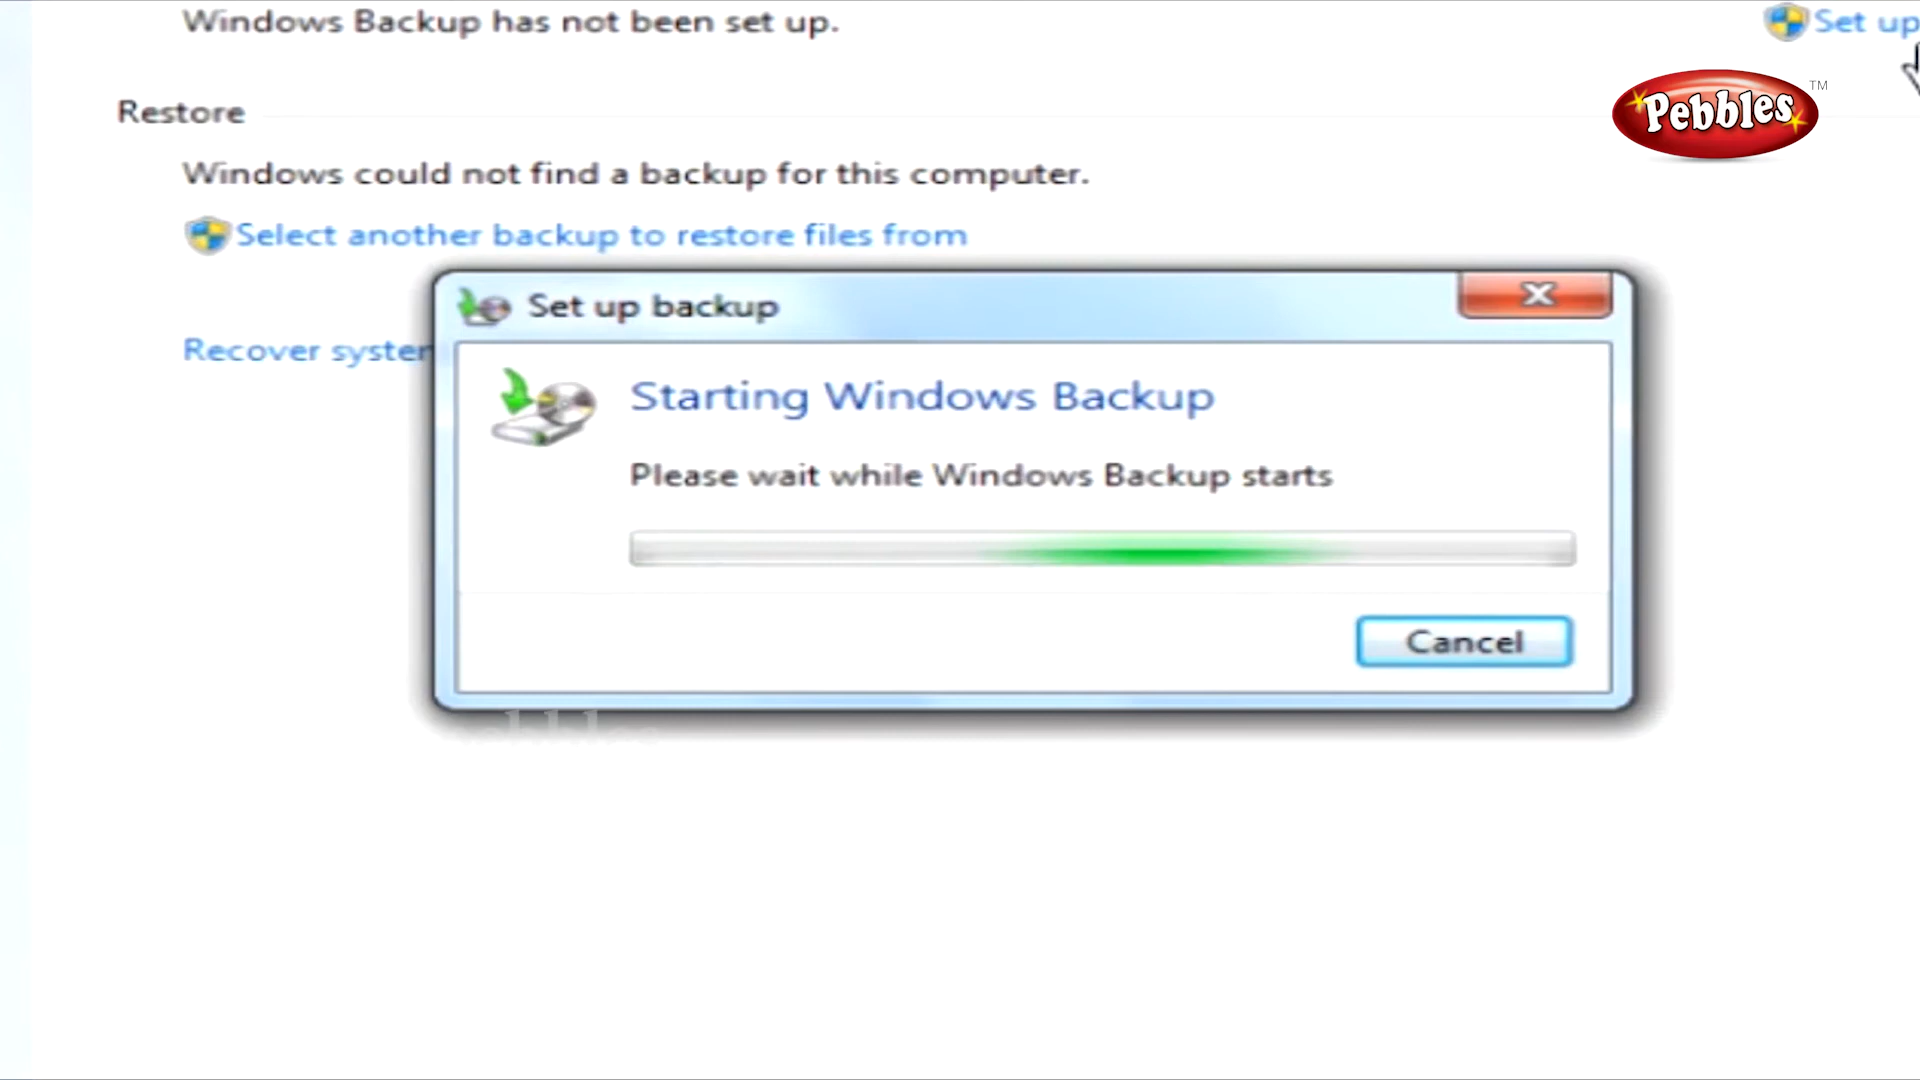 Windows Backup has not been set up.
Set up
Pebbles TM
Restore
Windows could not find a backup for this computer.
Select another backup to restore files from
Set up backup
Recover system
Starting Windows Backup
Please wait while Windows Backup starts
Cancel